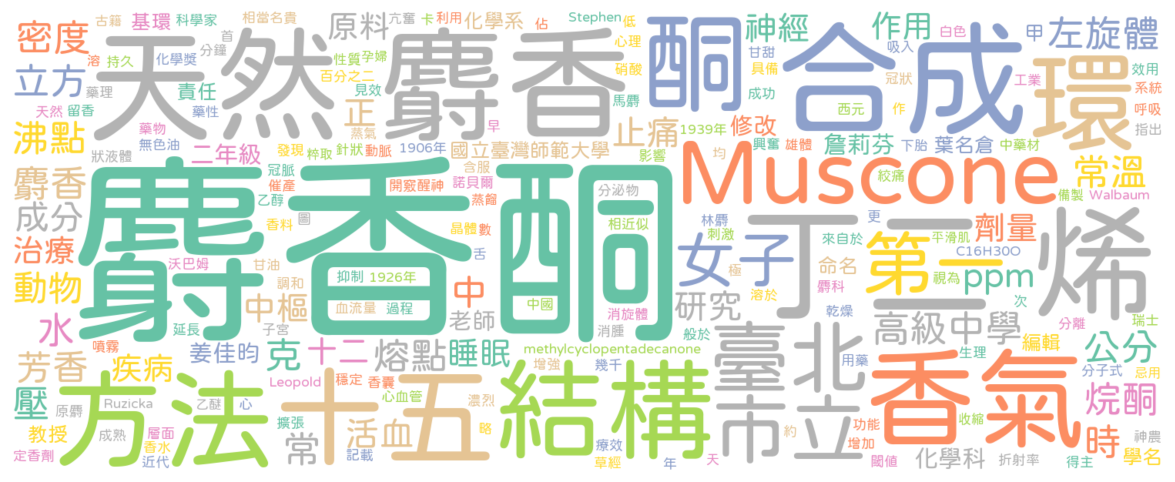 古籍 相當名貴 科學家 基環 原料 亢奮 卡 利用 化學系 佔 Stephen 低 神經 作用 白色 甲 左旋體
密度 溶 持久 分鐘 首 化學獎 天然 麝香 酮 合成 環
心理 性質 孕婦 百分之二 硝酸 甘甜 具備 吸入 冠狀 工業 效用 系統
立方 天然 留香 藥理 藥性 責任 見效 正 馬麝 成功 西元 作 呼吸
沸點 狀液體 藥物 無色油 蒸氣 1906年 早 止痛 1939年 修改 興奮 雄體 詹莉芬 下胎 葉名倉 中藥材 指出
二年級 發現 粹取 針狀 動脈 國立臺灣師範大學 影響 均 絞痛 備製 Walbaum 常溫
麝香 成分 冠脈 催產 乙醇 含服 開竅醒神 諾貝爾 蒸餾 分泌物 Muscone
麝香酮 圖 香料 晶體 數 相近似 林麝 刺激 更 來自於 平滑肌 C16H30O 劑量
治療 沃巴姆 甘油 調和 抑制 1926年 舌 女子 極 命名 丁二烯 第一 視為 ppm 次
動物 中樞 血流量 過程 中 中國 消旋體 溶於 麝科 研究 乾燥 分離 瑞士
水 噴霧 延長 子宮 老師 消腫 般於 高級中學 生理 編輯
芳香 疾病 姜佳昀 克 十二 熔點 睡眠 methylcyclopentadecanone 臺北市立 用藥 分子式 忌用 公分
壓 原麝 Ruzicka Leopold 乙醚 心 穩定 香囊 增強 幾千 心血管 濃烈 香氣 烷酮
方法 十五 結構
教授 成熟 層面 香水 擴張 常 活血 略 療效 約 功能 收縮 時 神農
定香劑 近代 記載 草經 年 天 增加 閾值 化學科 折射率 得主 學名